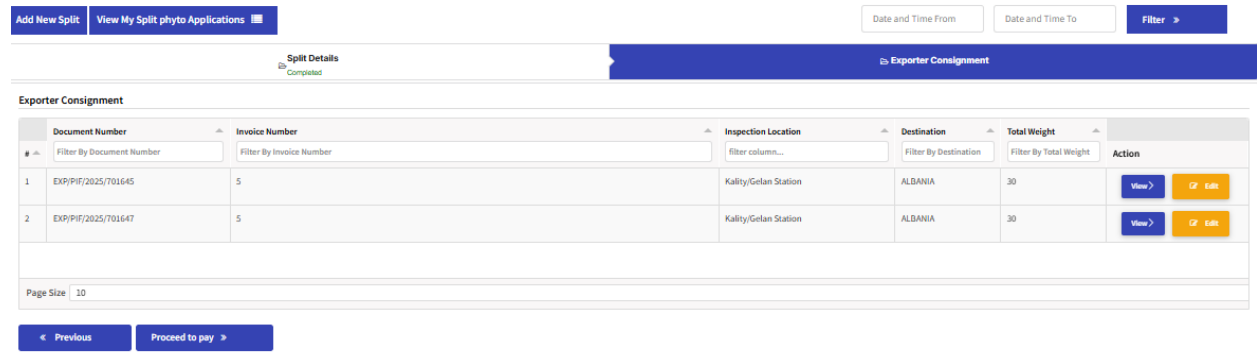 Add New Split View My Split phyto Applications Date and Time From Date and Time To Filter »
Split Details
Completed
Exporter Consignment
Exporter Consignment
Document Number Invoice Number Inspection Location Destination Total Weight
# Filter By Document Number Filter By Invoice Number filter column... Filter By Destination Filter By Total Weight Action
1 EXP/PIF/2025/701645 5 Kality/Gelan Station ALBANIA 30 View > Edit
2 EXP/PIF/2025/701647 5 Kality/Gelan Station ALBANIA 30 View > Edit
Page Size 10
« Previous Proceed to pay »